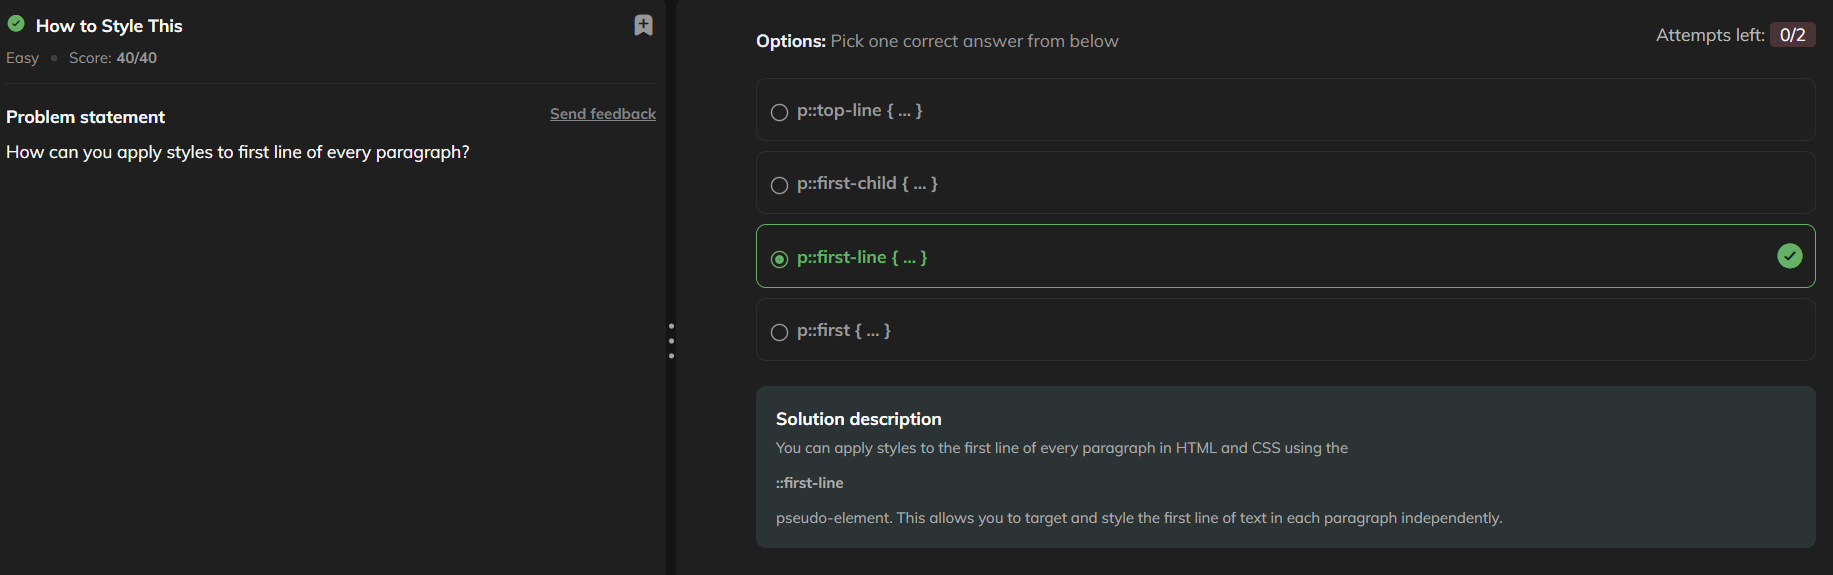 How to Style This
Easy • Score: 40/40
Problem statement
Send feedback
How can you apply styles to first line of every paragraph?
Options: Pick one correct answer from below
Attempts left: 0/2
p::top-line { ... }
p::first-child { ... }
p::first-line { ... }
p::first { ... }
Solution description
You can apply styles to the first line of every paragraph in HTML and CSS using the
::first-line
pseudo-element. This allows you to target and style the first line of text in each paragraph independently.